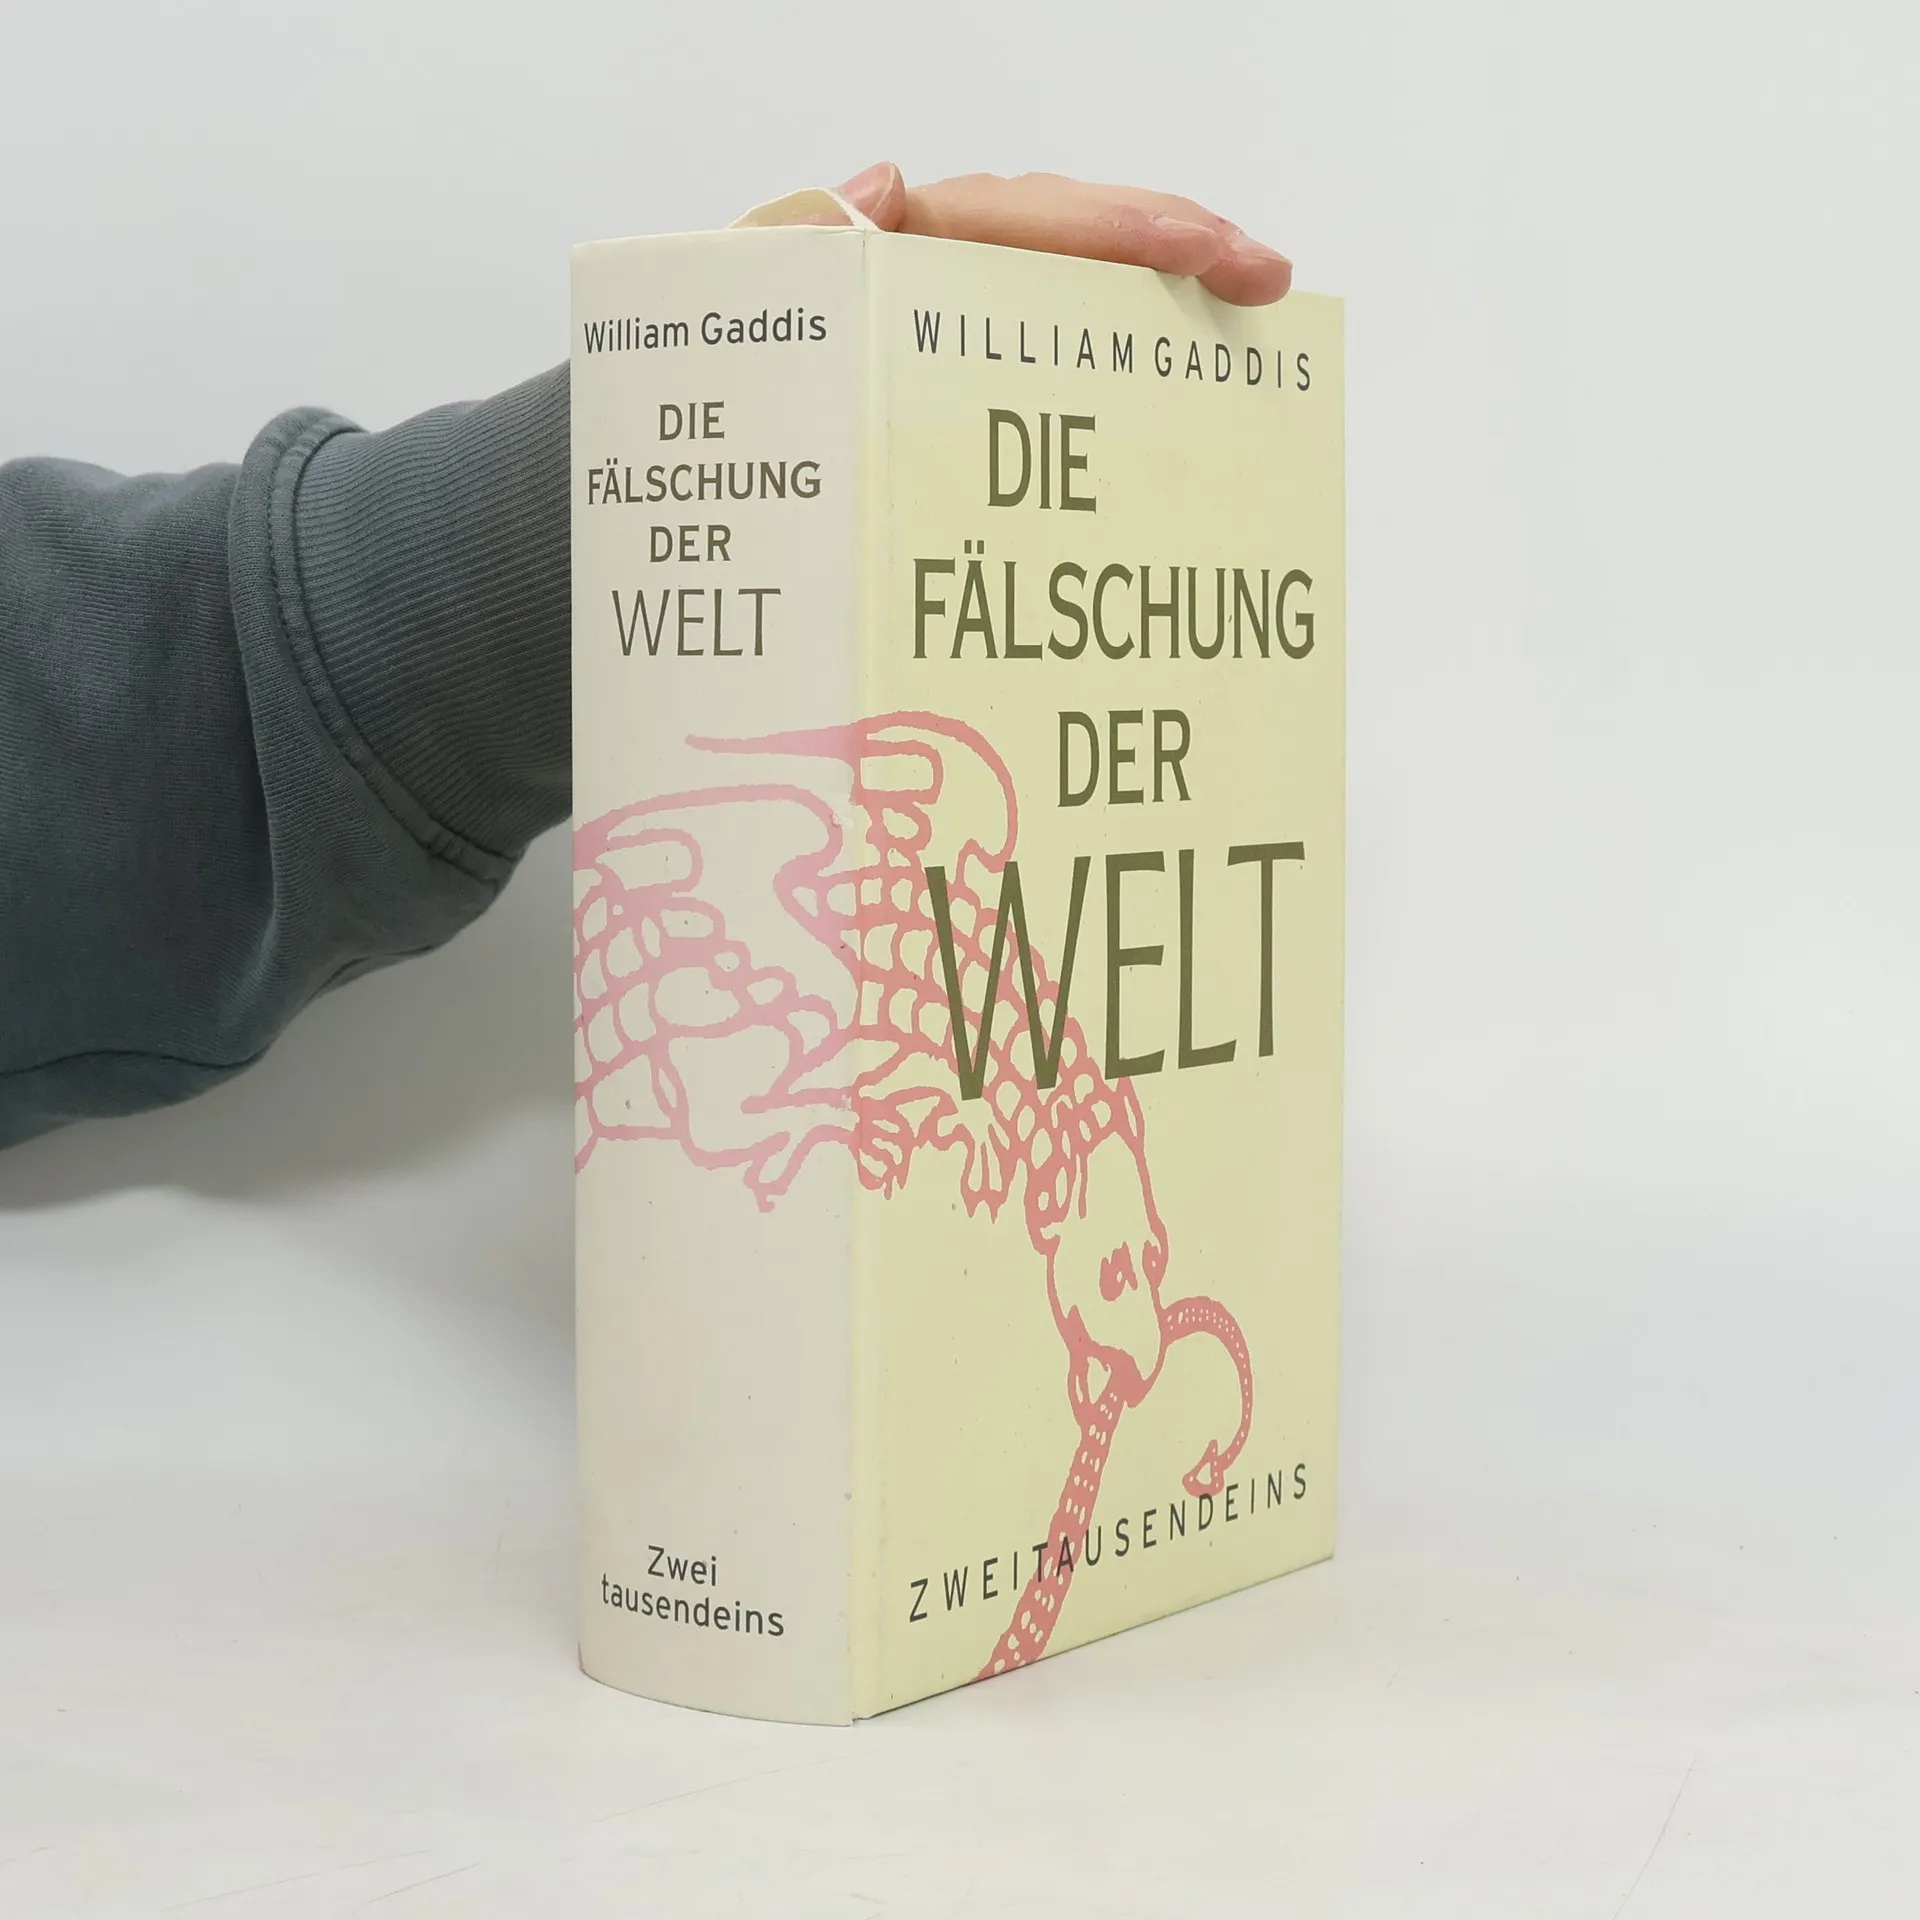 William Gaddis
DIE
FÄLSCHUNG
DER
WELT
Zwei
tausendeins
WILLIAM GADDIS
DIE
FÄLSCHUNG
DER
WELT
ZWEITAUSENDEINS